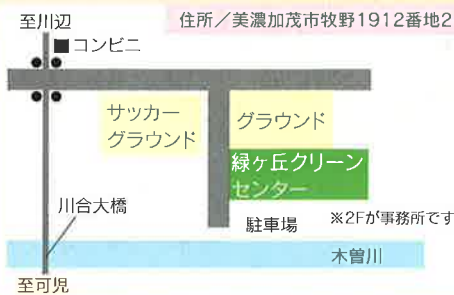 至川辺
住所／美濃加茂市牧野1912番地2
コンビニ
サッカー
グラウンド
グラウンド
緑ヶ丘クリーン
センター
川合大橋
駐車場
※2Fが事務所です
木曽川
至可児